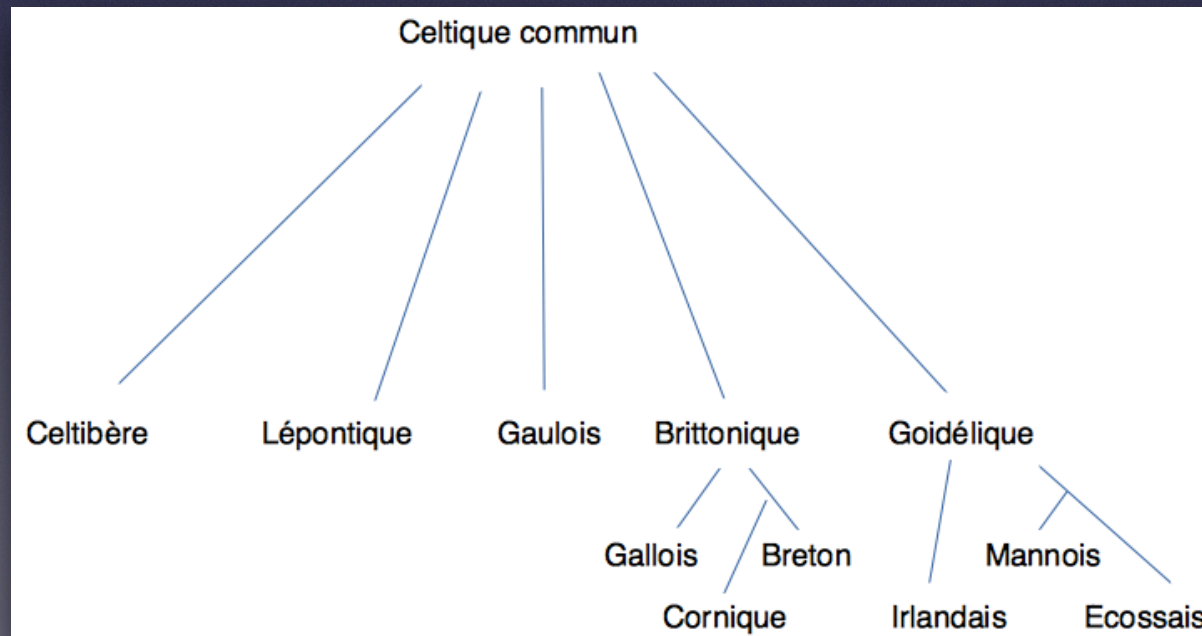 Celtique commun
Celtibère Lépontique Gaulois Brittonique Goidélique
Gallois Breton Mannois
Cornique Irlandais Ecossais